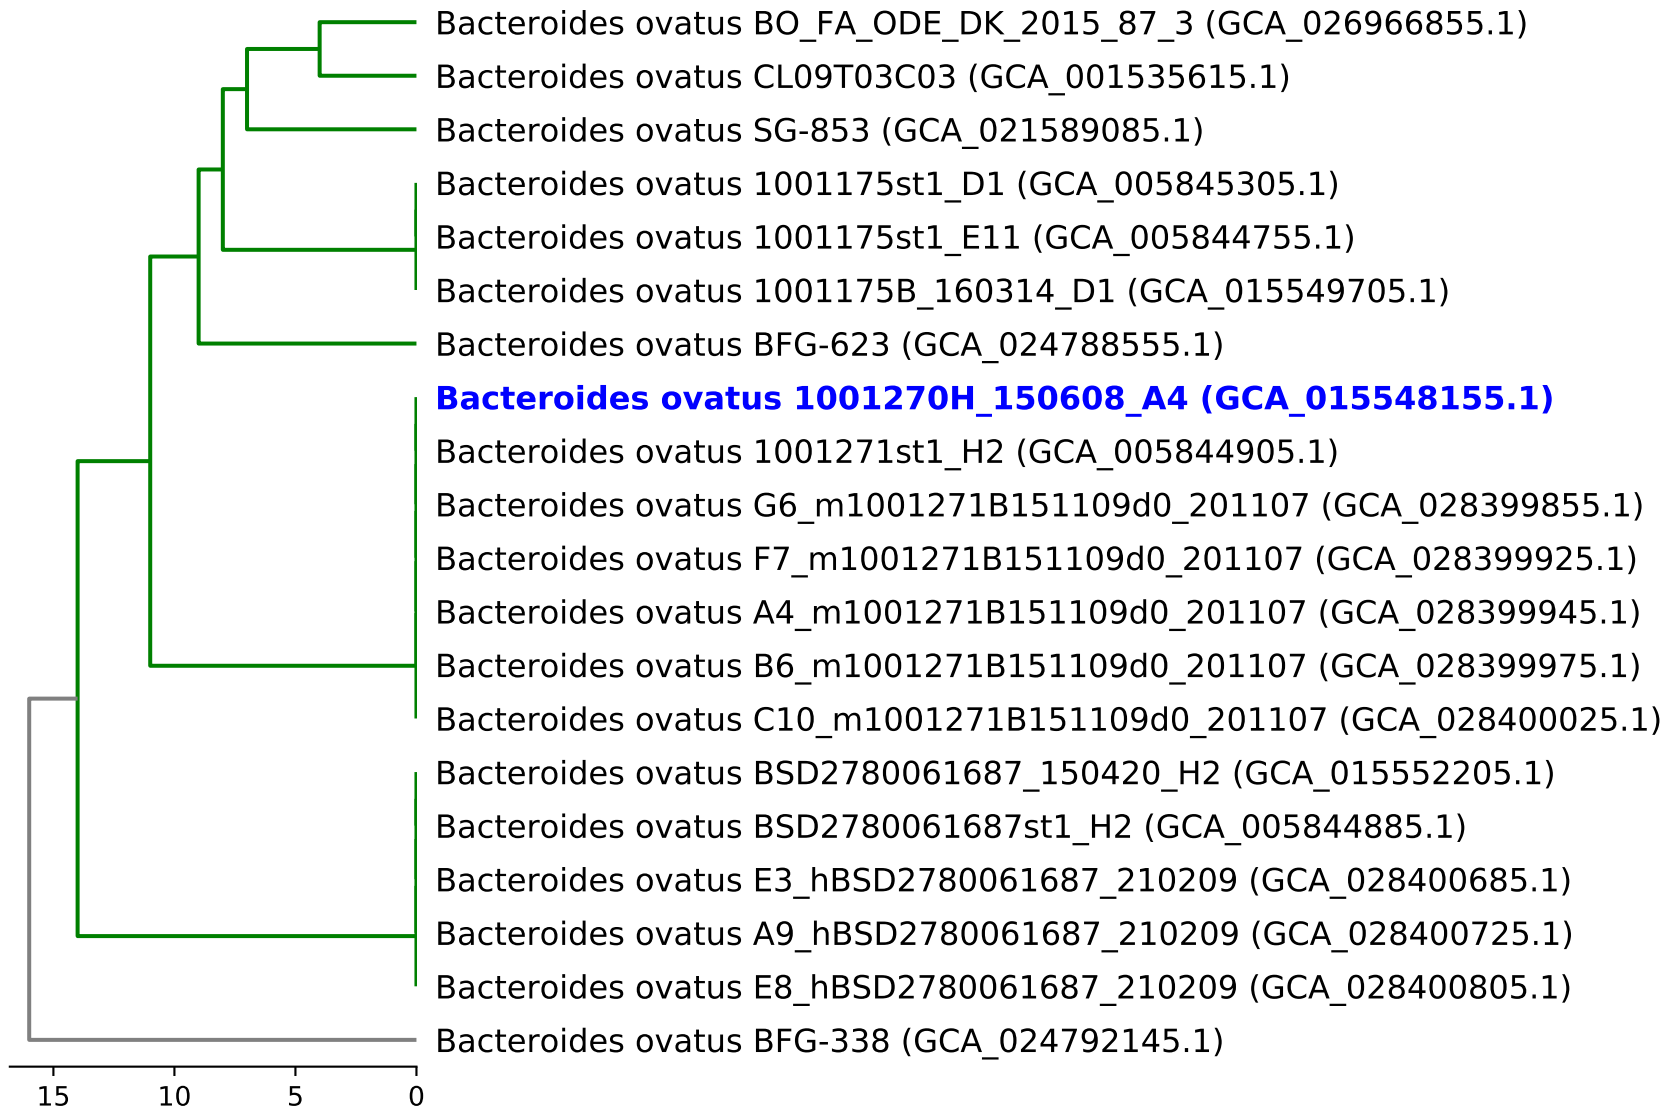 Bacteroides ovatus BO_FA_ODE_DK_2015_87_3 (GCA_026966855.1)
Bacteroides ovatus CL09T03C03 (GCA_001535615.1)
Bacteroides ovatus SG-853 (GCA_021589085.1)
Bacteroides ovatus 1001175st1_D1 (GCA_005845305.1)
Bacteroides ovatus 1001175st1_E11 (GCA_005844755.1)
Bacteroides ovatus 1001175B_160314_D1 (GCA_015549705.1)
Bacteroides ovatus BFG-623 (GCA_024788555.1)
Bacteroides ovatus 1001270H_150608_A4 (GCA_015548155.1)
Bacteroides ovatus 1001271st1_H2 (GCA_005844905.1)
Bacteroides ovatus G6_m1001271B151109d0_201107 (GCA_028399855.1)
Bacteroides ovatus F7_m1001271B151109d0_201107 (GCA_028399925.1)
Bacteroides ovatus A4_m1001271B151109d0_201107 (GCA_028399945.1)
Bacteroides ovatus B6_m1001271B151109d0_201107 (GCA_028399975.1)
Bacteroides ovatus C10_m1001271B151109d0_201107 (GCA_028400025.1)
Bacteroides ovatus BSD2780061687_150420_H2 (GCA_015552205.1)
Bacteroides ovatus BSD2780061687st1_H2 (GCA_005844885.1)
Bacteroides ovatus E3_hBSD2780061687_210209 (GCA_028400685.1)
Bacteroides ovatus A9_hBSD2780061687_210209 (GCA_028400725.1)
Bacteroides ovatus E8_hBSD2780061687_210209 (GCA_028400805.1)
Bacteroides ovatus BFG-338 (GCA_024792145.1)
15 10 5 0